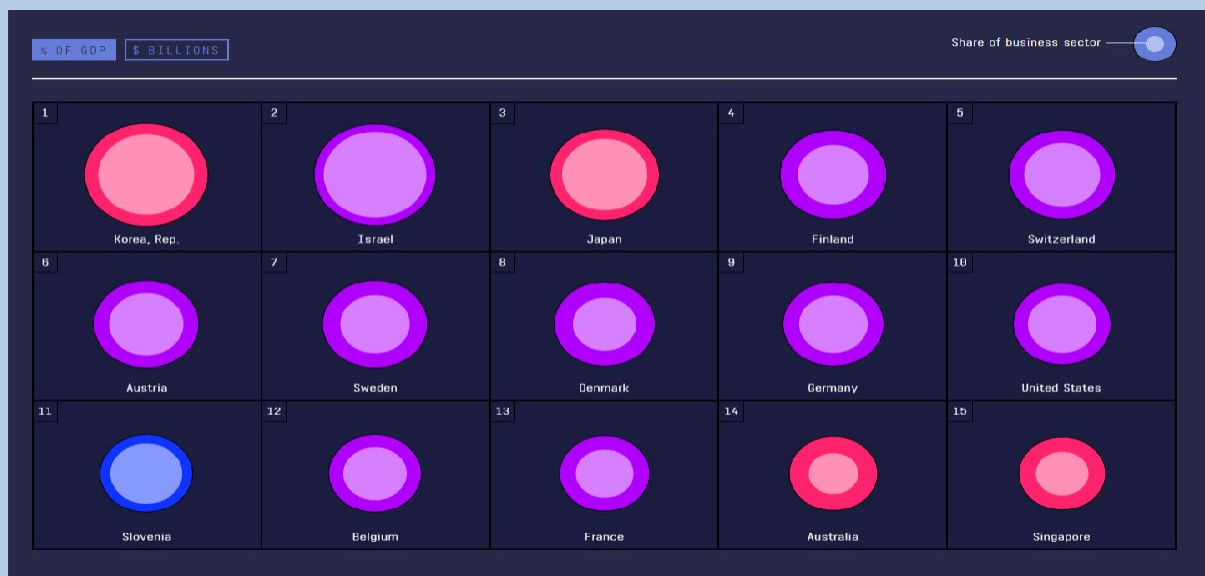 % OF GDP $ BILLIONS
Share of business sector
1 2 3 4 5
Korea, Rep. Israel Japan Finland Switzerland
6 7 8 9 10
Austria Sweden Denmark Germany United States
11 12 13 14 15
Slovenia Belgium France Australia Singapore